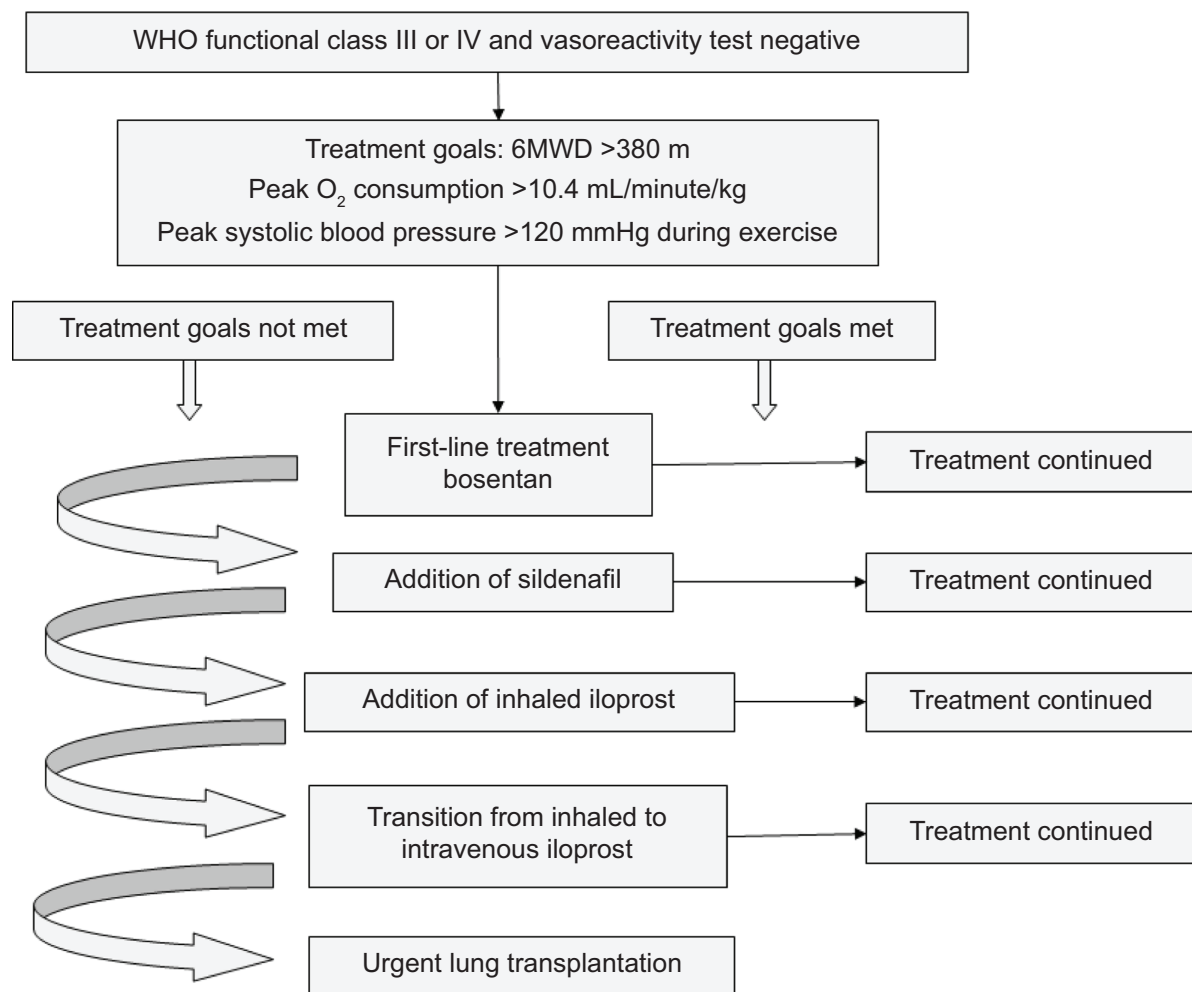 WHO functional class III or IV and vasoreactivity test negative
Treatment goals: 6MWD >380 m
Peak O₂ consumption >10.4 mL/minute/kg
Peak systolic blood pressure >120 mmHg during exercise
Treatment goals not met
Treatment goals met
First-line treatment
bosentan
Treatment continued
Addition of sildenafil
Treatment continued
Addition of inhaled iloprost
Treatment continued
Transition from inhaled to
intravenous iloprost
Treatment continued
Urgent lung transplantation